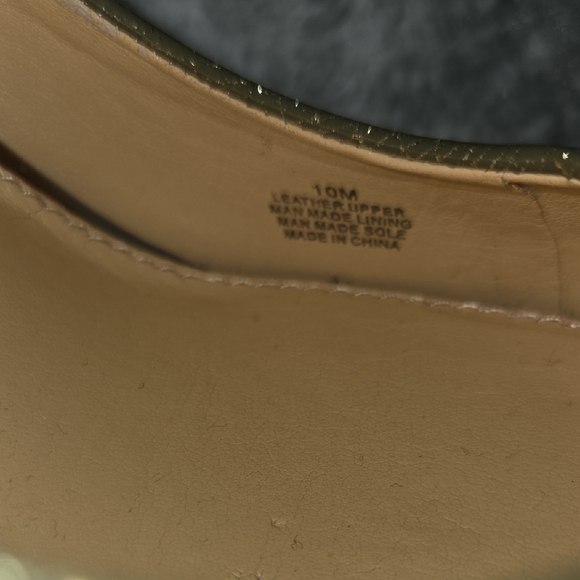 10M
LEATHER UPPER
MAN MADE LINING
MAN MADE SOLE
MADE IN CHINA